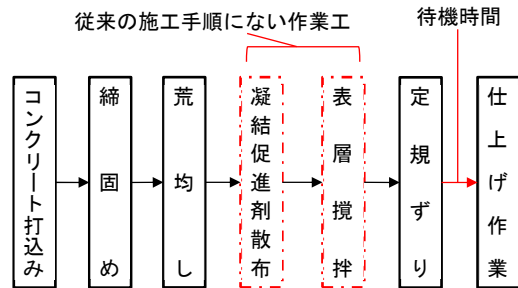 従来の施工手順にない作業工
待機時間
コンクリート打込み
締固め
荒均し
凝結促進剤散布
表層撹拌
定規ずり
仕上げ作業